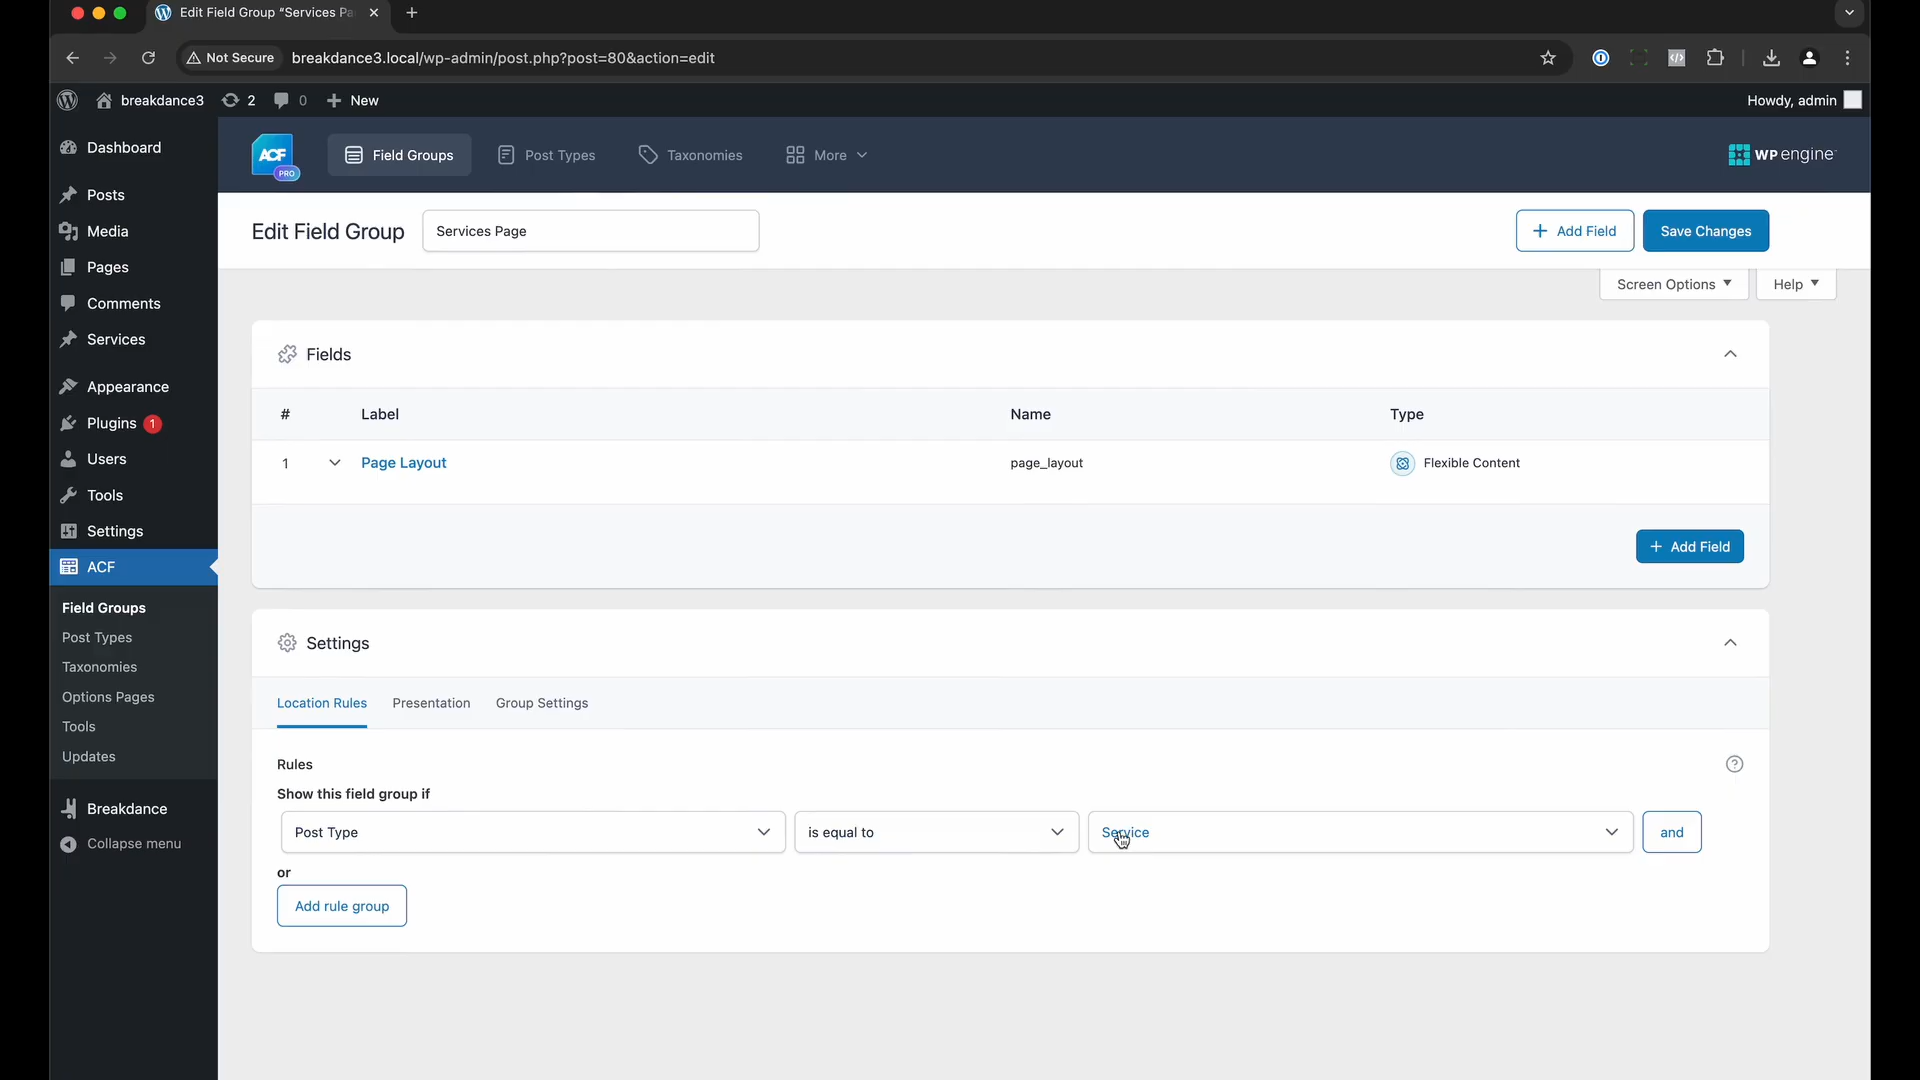 Edit Field Group “Services Pa
Not Secure
breakdance3.local/wp-admin/post.php?post=80&action=edit
breakdance3
2
0
New
Howdy, admin
Dashboard
Posts
Media
Pages
Comments
Services
Appearance
Plugins 1
Users
Tools
Settings
ACF
Field Groups
Post Types
Taxonomies
Options Pages
Tools
Updates
Breakdance
Collapse menu
ACF
PRO
Field Groups
Post Types
Taxonomies
More
WP engine
Edit Field Group
Services Page
+ Add Field
Save Changes
Screen Options
Help
Fields
# Label Name Type
1 Page Layout page_layout Flexible Content
+ Add Field
Settings
Location Rules Presentation Group Settings
Rules
Show this field group if
Post Type is equal to Service and
or
Add rule group